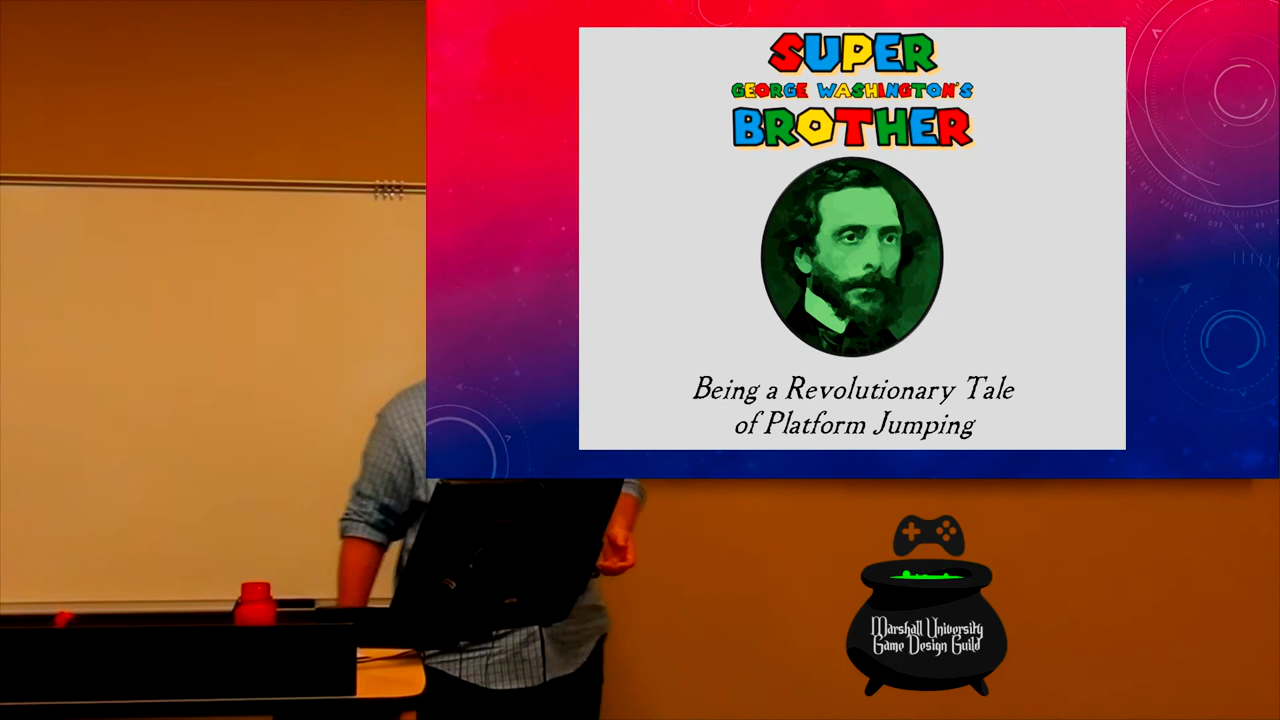 SUPER
GEORGE WASHINGTON'S
BROTHER
Being a Revolutionary Tale
of Platform Jumping
Marshall University
Game Design Guild